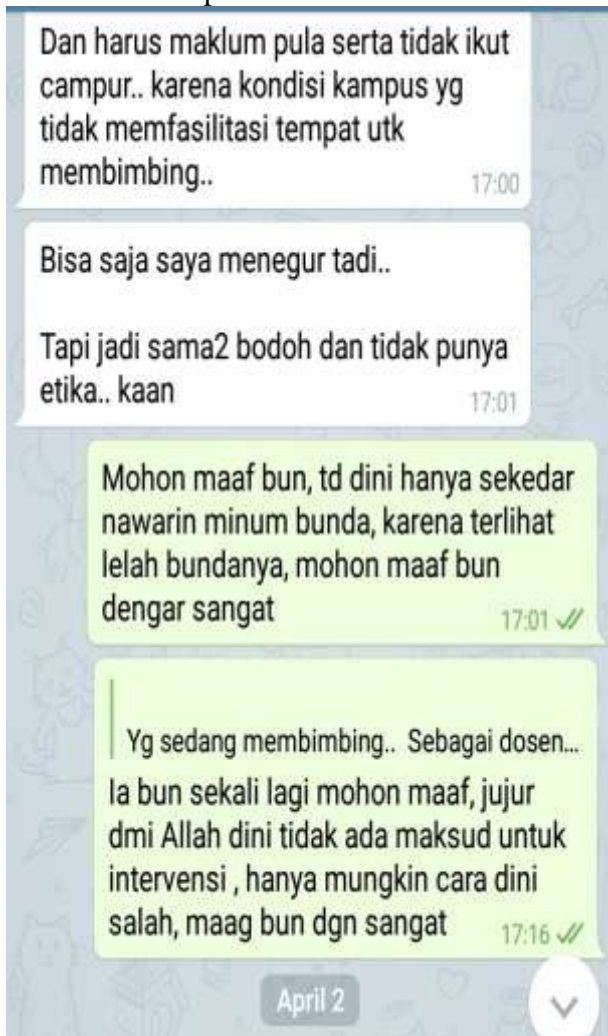 Dan harus maklum pula serta tidak ikut
campur.. karena kondisi kampus yg
tidak memfasilitasi tempat utk
membimbing..
17:00
Bisa saja saya menegur tadi..
Tapi jadi sama2 bodoh dan tidak punya
etika.. kaan
17:01
Mohon maaf bun, td dini hanya sekedar
nawarin minum bunda, karena terlihat
lelah bundanya, mohon maaf bun
dengar sangat
17:01
Yg sedang membimbing.. Sebagai dosen...
Ia bun sekali lagi mohon maaf, jujur
dmi Allah dini tidak ada maksud untuk
intervensi , hanya mungkin cara dini
salah, maag bun dgn sangat
17:16
April 2